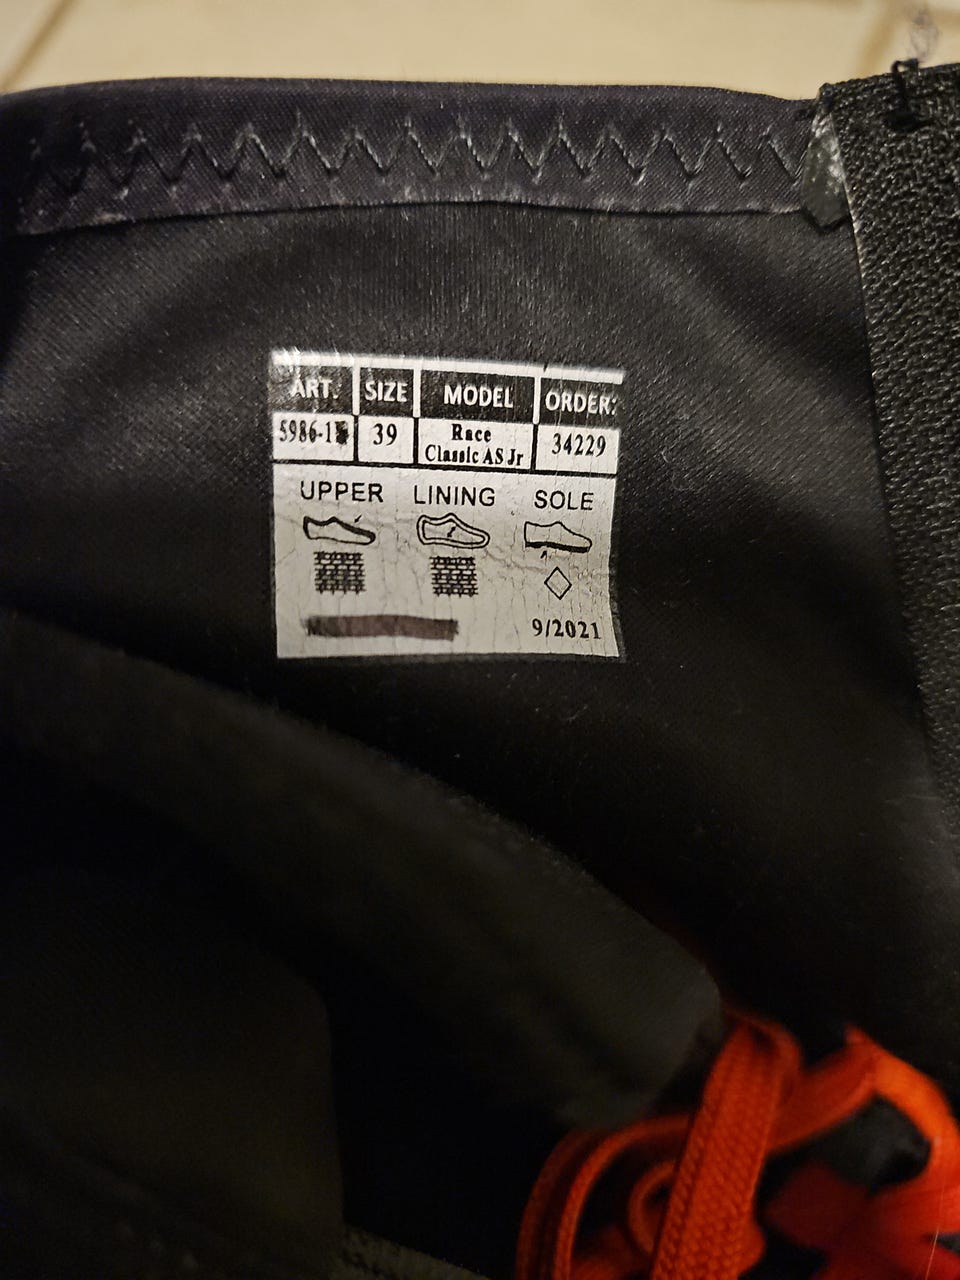 ART. SIZE MODEL ORDER:
39 Race 34229
Classic AS Jr
UPPER LINING SOLE
9/2021